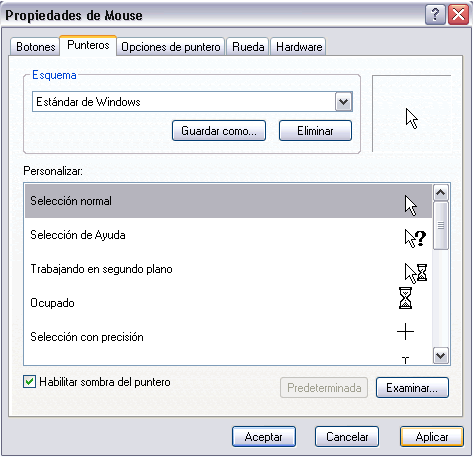 Propiedades de Mouse
Botones Punteros Opciones de puntero Rueda Hardware
Esquema
Estándar de Windows
Guardar como... Eliminar
Personalizar:
Selección normal
Selección de Ayuda
Trabajando en segundo plano
Ocupado
Selección con precisión
Habilitar sombra del puntero
Predeterminada Examinar...
Aceptar Cancelar Aplicar